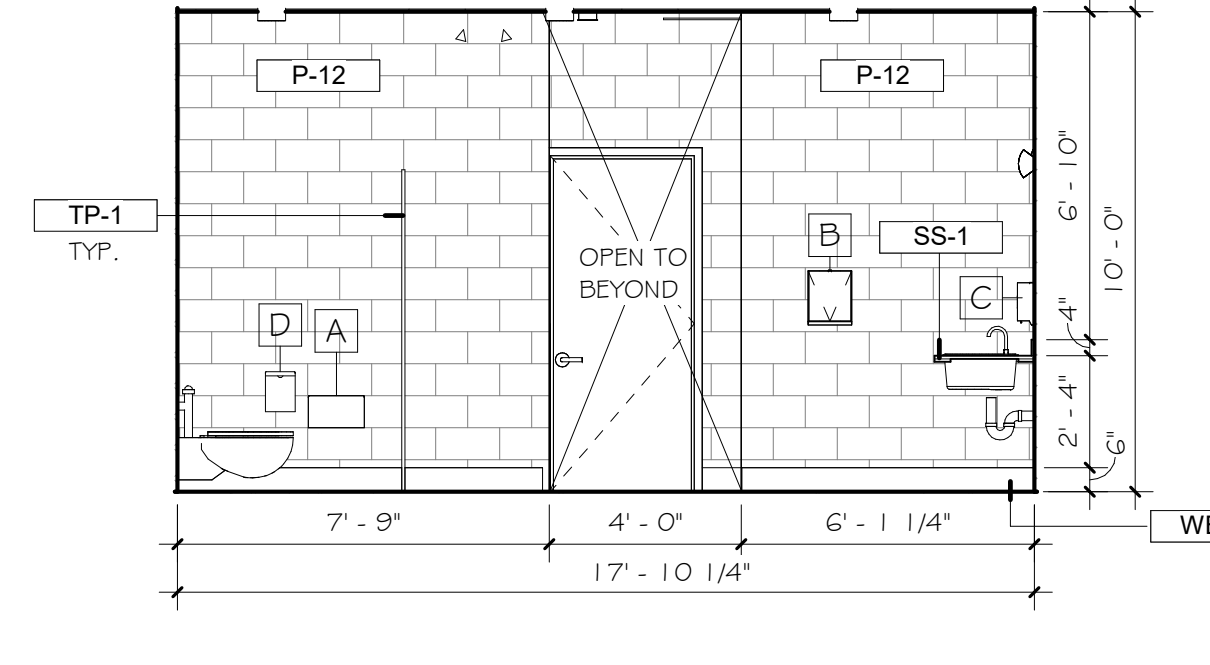 P-12
P-12
6' - 10"
10' - 0"
TP-1
TYP.
B
SS-1
OPEN TO
BEYOND
C
D
A
4"
2' - 4"
6"
7' - 9"
4' - 0"
6' - 1 1/4"
17' - 10 1/4"